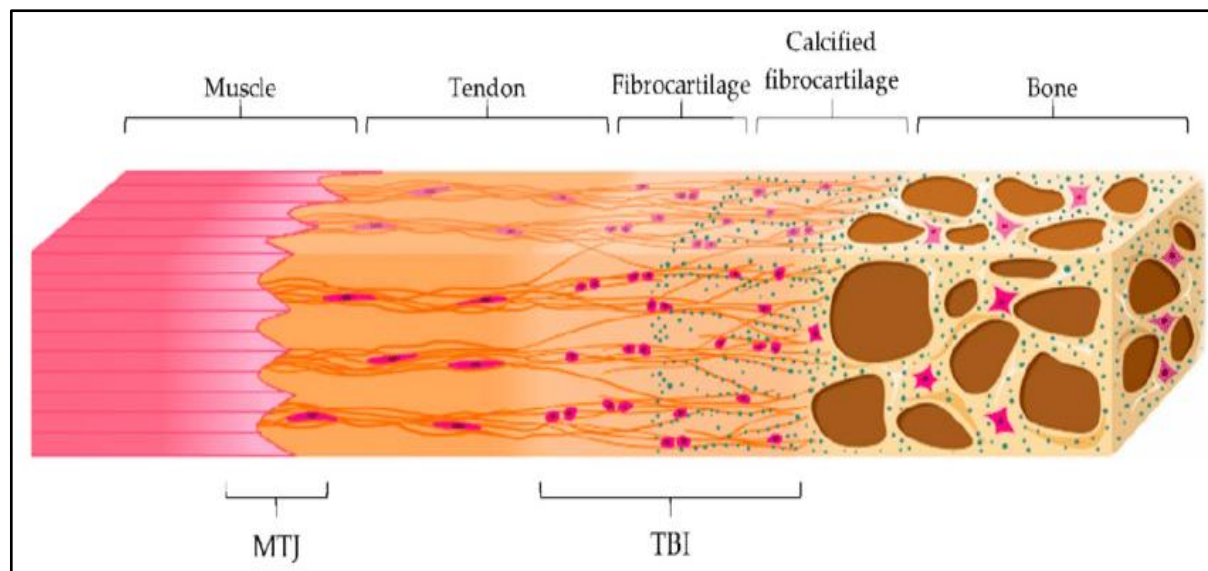 Muscle
Tendon
Fibrocartilage
Calcified
fibrocartilage
Bone
MTJ
TBI